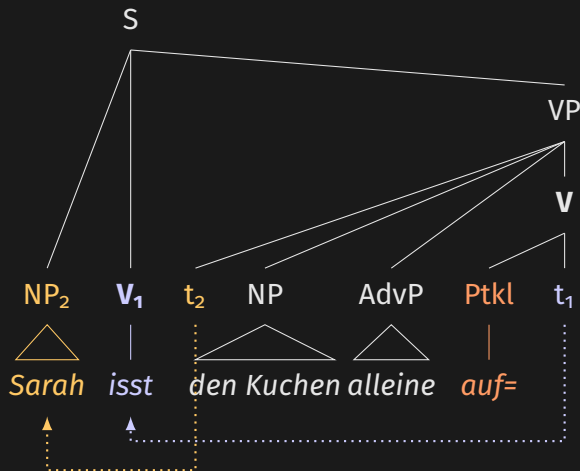 S
VP
V
NP₂ V₁ t₂ NP AdvP Ptkl t₁
Sarah isst den Kuchen alleine auf=